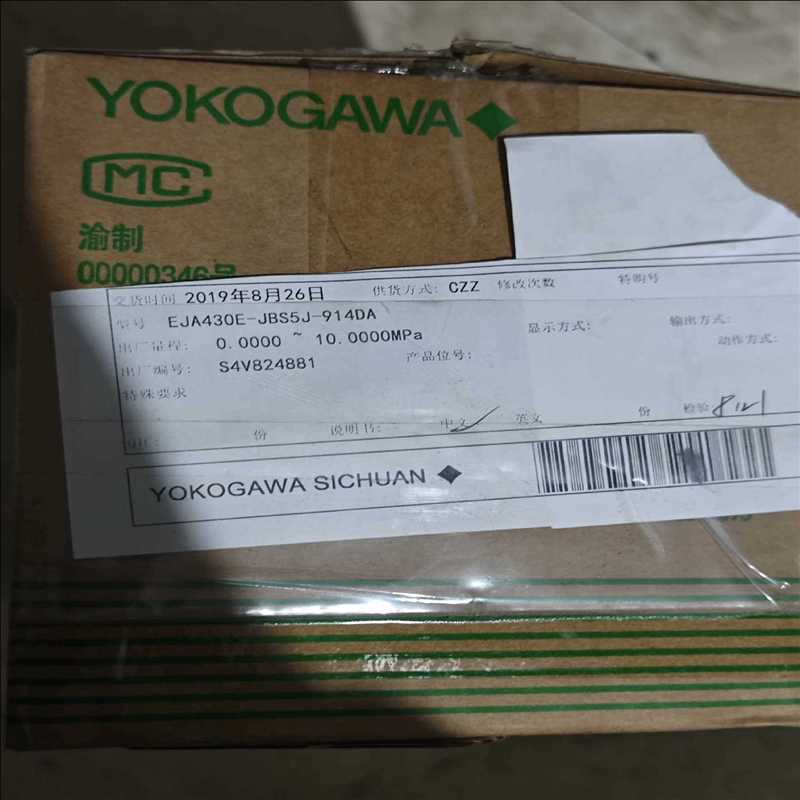 YOKOGAWA
MC
渝制
00000346号
交货时间 2019年8月26日 供货方式: CZZ 修改次数 特购号
型号 EJA430E-JBS5J-914DA 显示方式: 输出方式:
出厂量程: 0.0000 ~ 10.0000MPa 动作方式:
出厂编号: S4V824881 产品位号:
特殊要求
份 说明书: 中文 英文 份 检验
YOKOGAWA SICHUAN